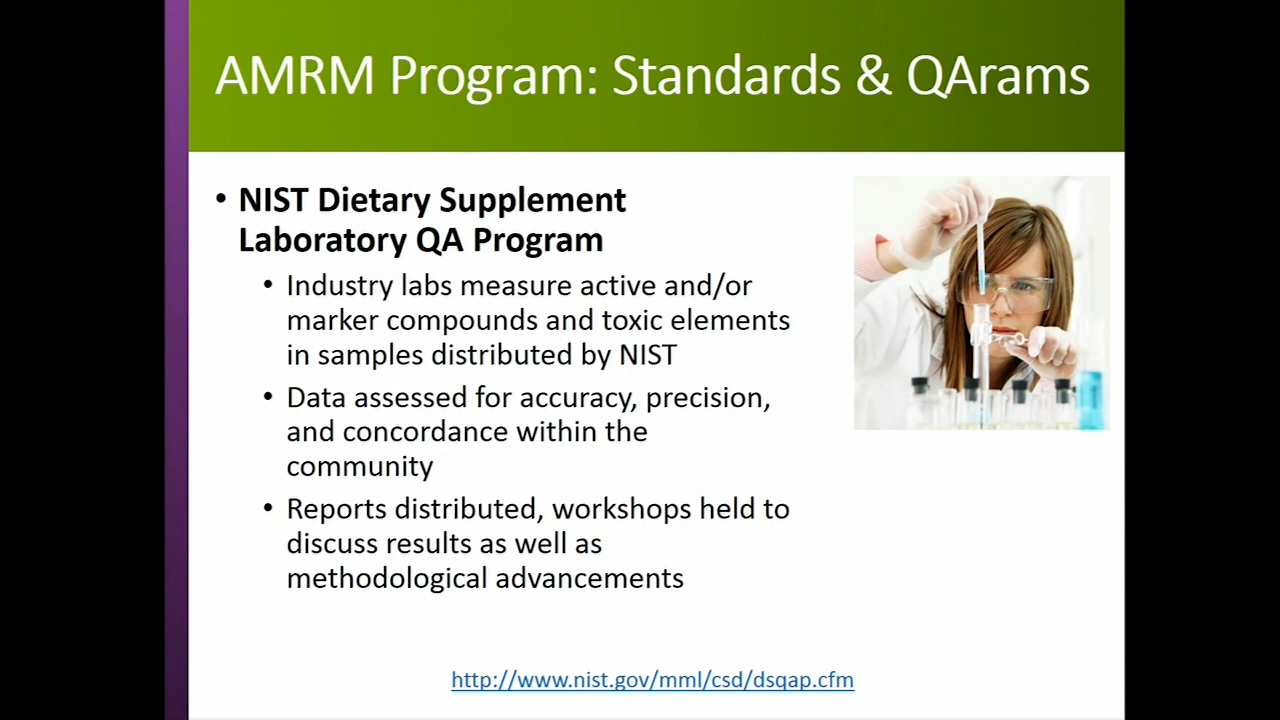 AMRM Program: Standards & QArams
• NIST Dietary Supplement
Laboratory QA Program
• Industry labs measure active and/or
marker compounds and toxic elements
in samples distributed by NIST
• Data assessed for accuracy, precision,
and concordance within the
community
• Reports distributed, workshops held to
discuss results as well as
methodological advancements
http://www.nist.gov/mml/csd/dsqap.cfm